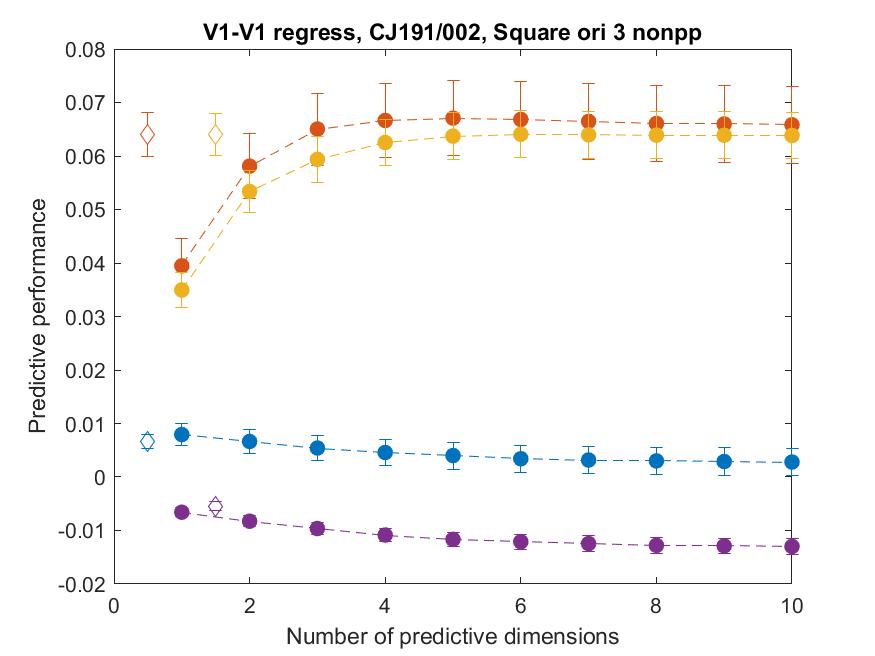 V1-V1 regress, CJ191/002, Square ori 3 nonpp
0.08
0.07
0.06
0.05
0.04
0.03
0.02
0.01
0
-0.01
-0.02
Predictive performance
0 2 4 6 8 10
Number of predictive dimensions